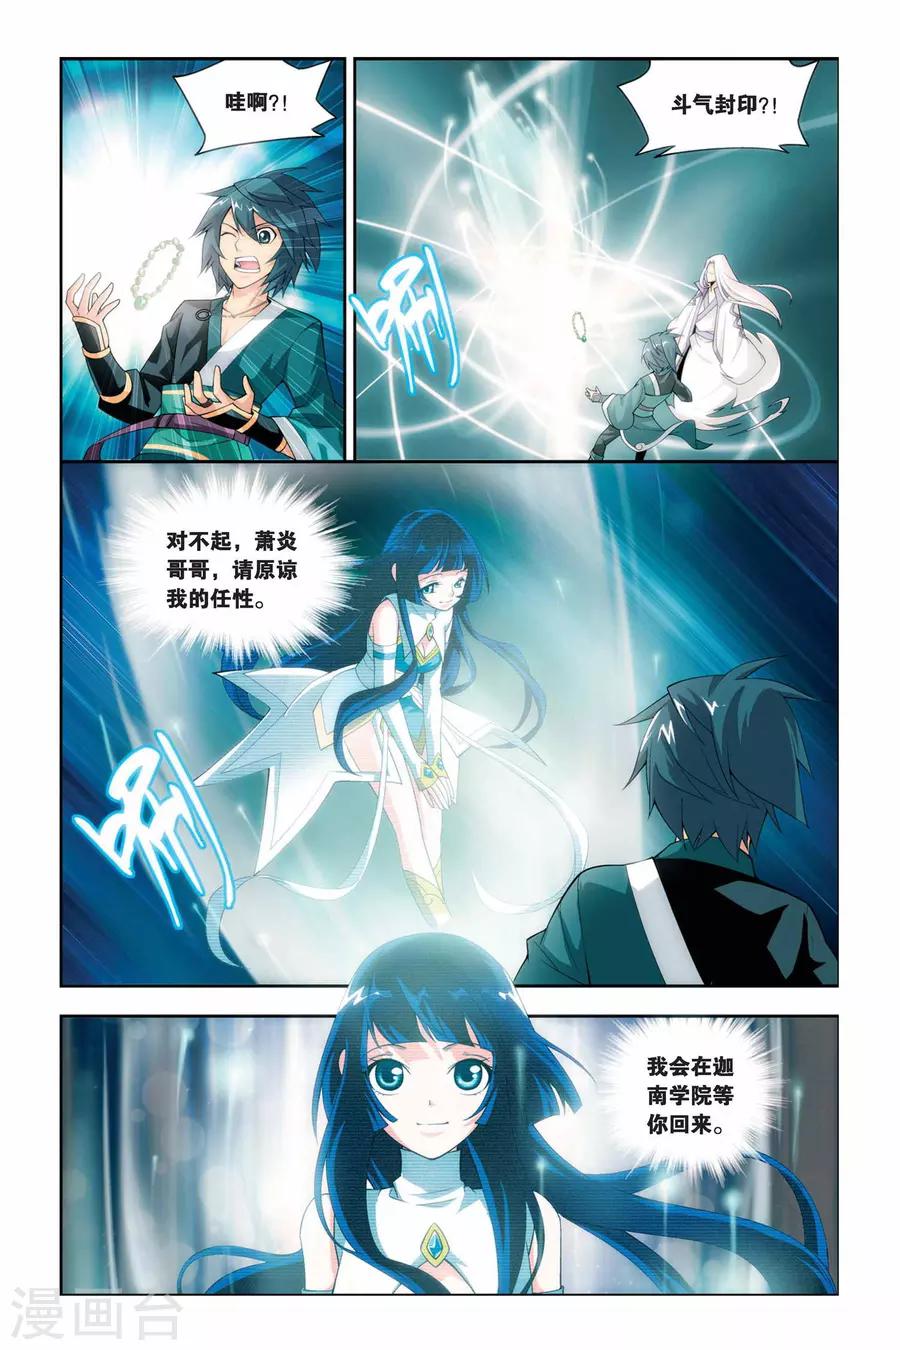 哇啊?!
斗气封印?!
唰
对不起，萧炎
哥哥，请原谅
我的任性。
唰
我会在迦
南学院等
你回来。
漫画台